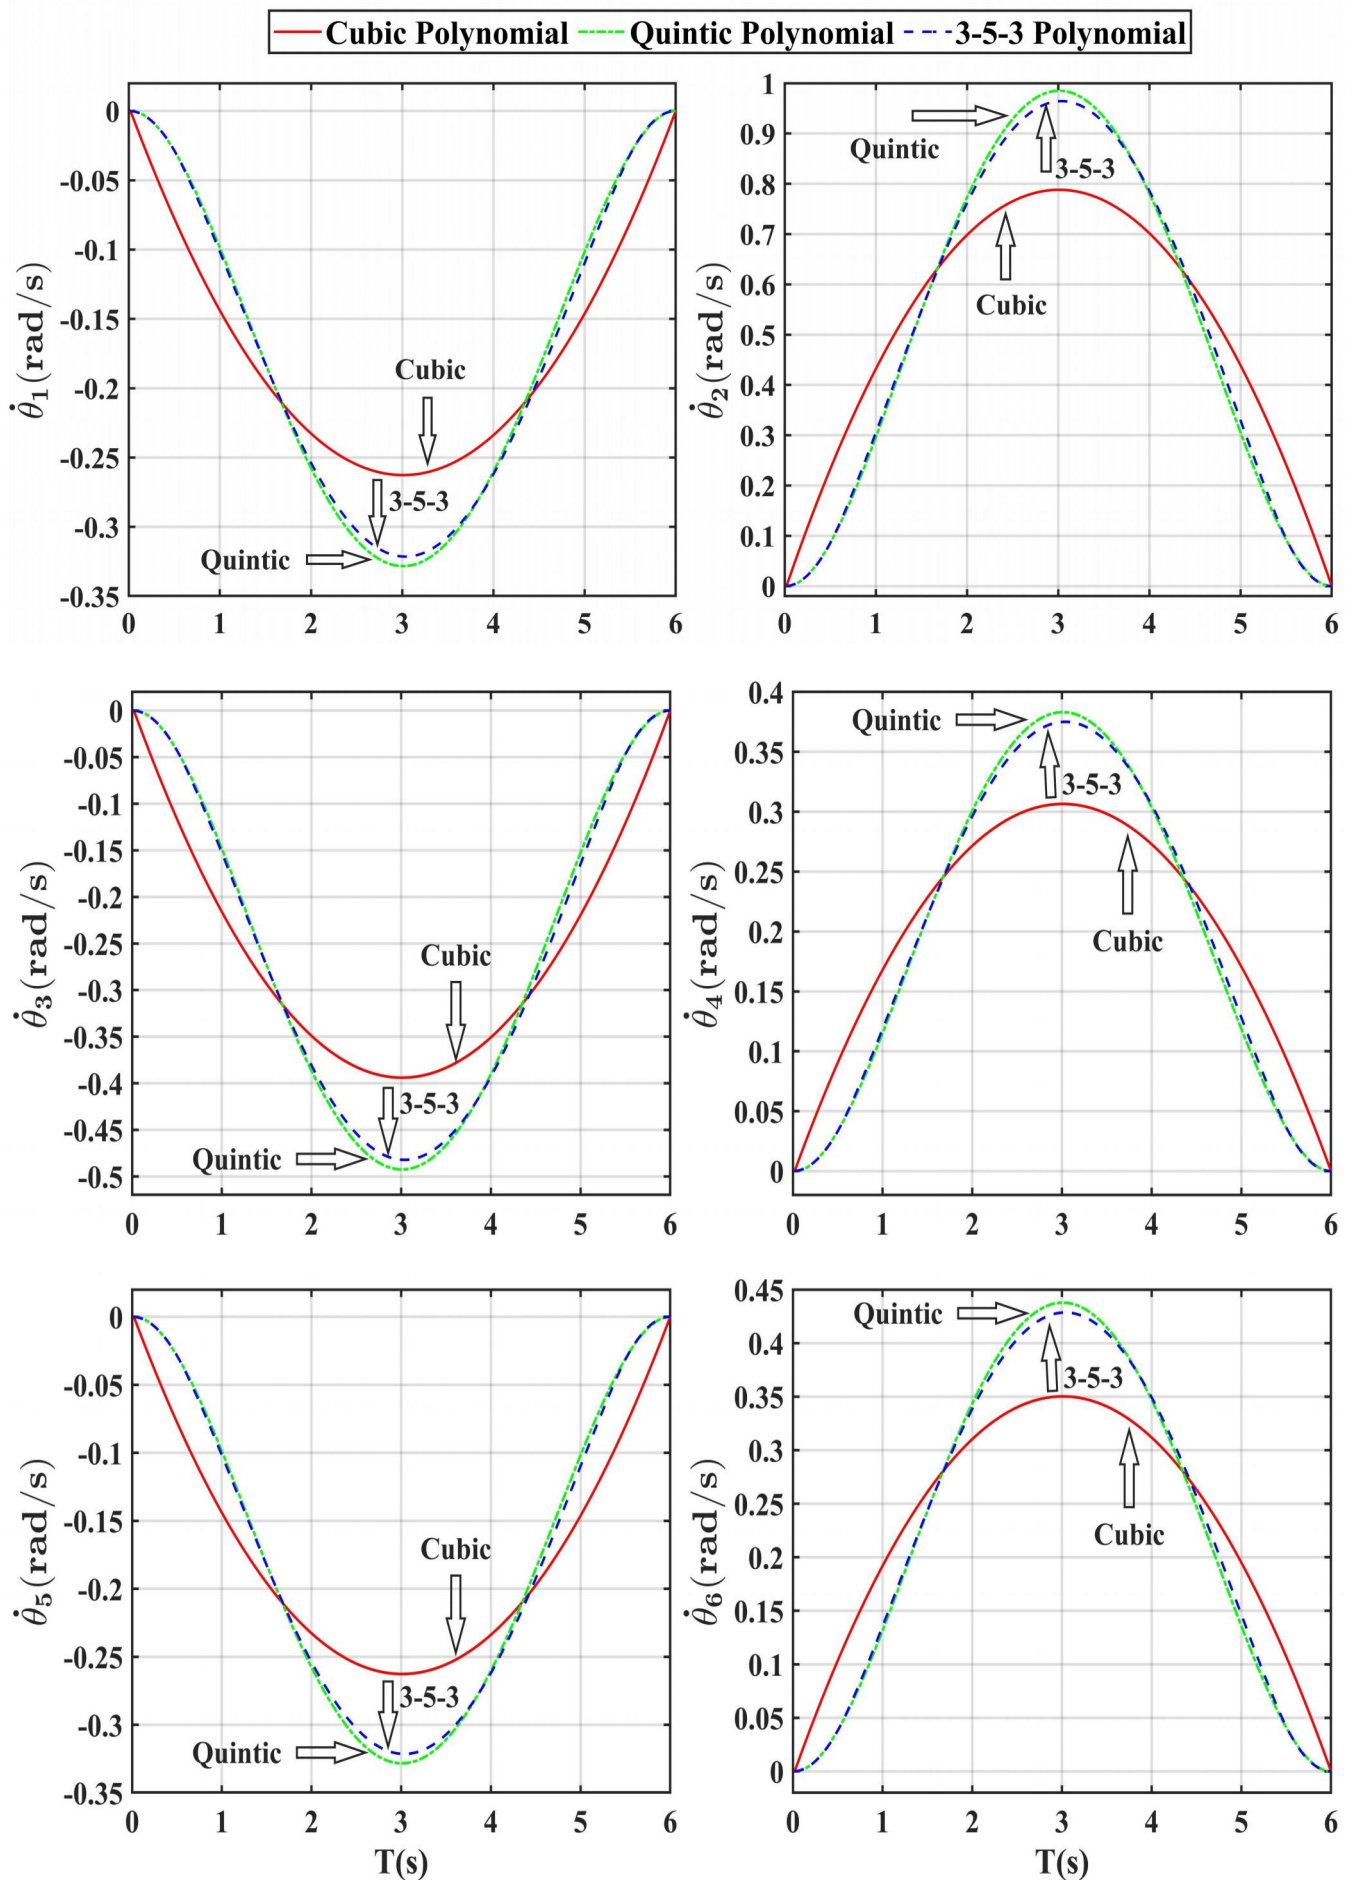 Cubic Polynomial Quintic Polynomial 3-5-3 Polynomial
0
-0.05
-0.1
-0.15
-0.2
-0.25
-0.3
-0.35
θ̇₁(rad/s)
Cubic
3-5-3
Quintic
0 1 2 3 4 5 6
1
0.9
0.8
0.7
0.6
0.5
0.4
0.3
0.2
0.1
0
θ̇₂(rad/s)
Quintic
3-5-3
Cubic
0 1 2 3 4 5 6
0
-0.05
-0.1
-0.15
-0.2
-0.25
-0.3
-0.35
-0.4
-0.45
-0.5
θ̇₃(rad/s)
Cubic
3-5-3
Quintic
0 1 2 3 4 5 6
0.4
0.35
0.3
0.25
0.2
0.15
0.1
0.05
0
θ̇₄(rad/s)
Quintic
3-5-3
Cubic
0 1 2 3 4 5 6
0
-0.05
-0.1
-0.15
-0.2
-0.25
-0.3
-0.35
θ̇₅(rad/s)
Cubic
3-5-3
Quintic
0 1 2 3 4 5 6
T(s)
0.45
0.4
0.35
0.3
0.25
0.2
0.15
0.1
0.05
0
θ̇₆(rad/s)
Quintic
3-5-3
Cubic
0 1 2 3 4 5 6
T(s)